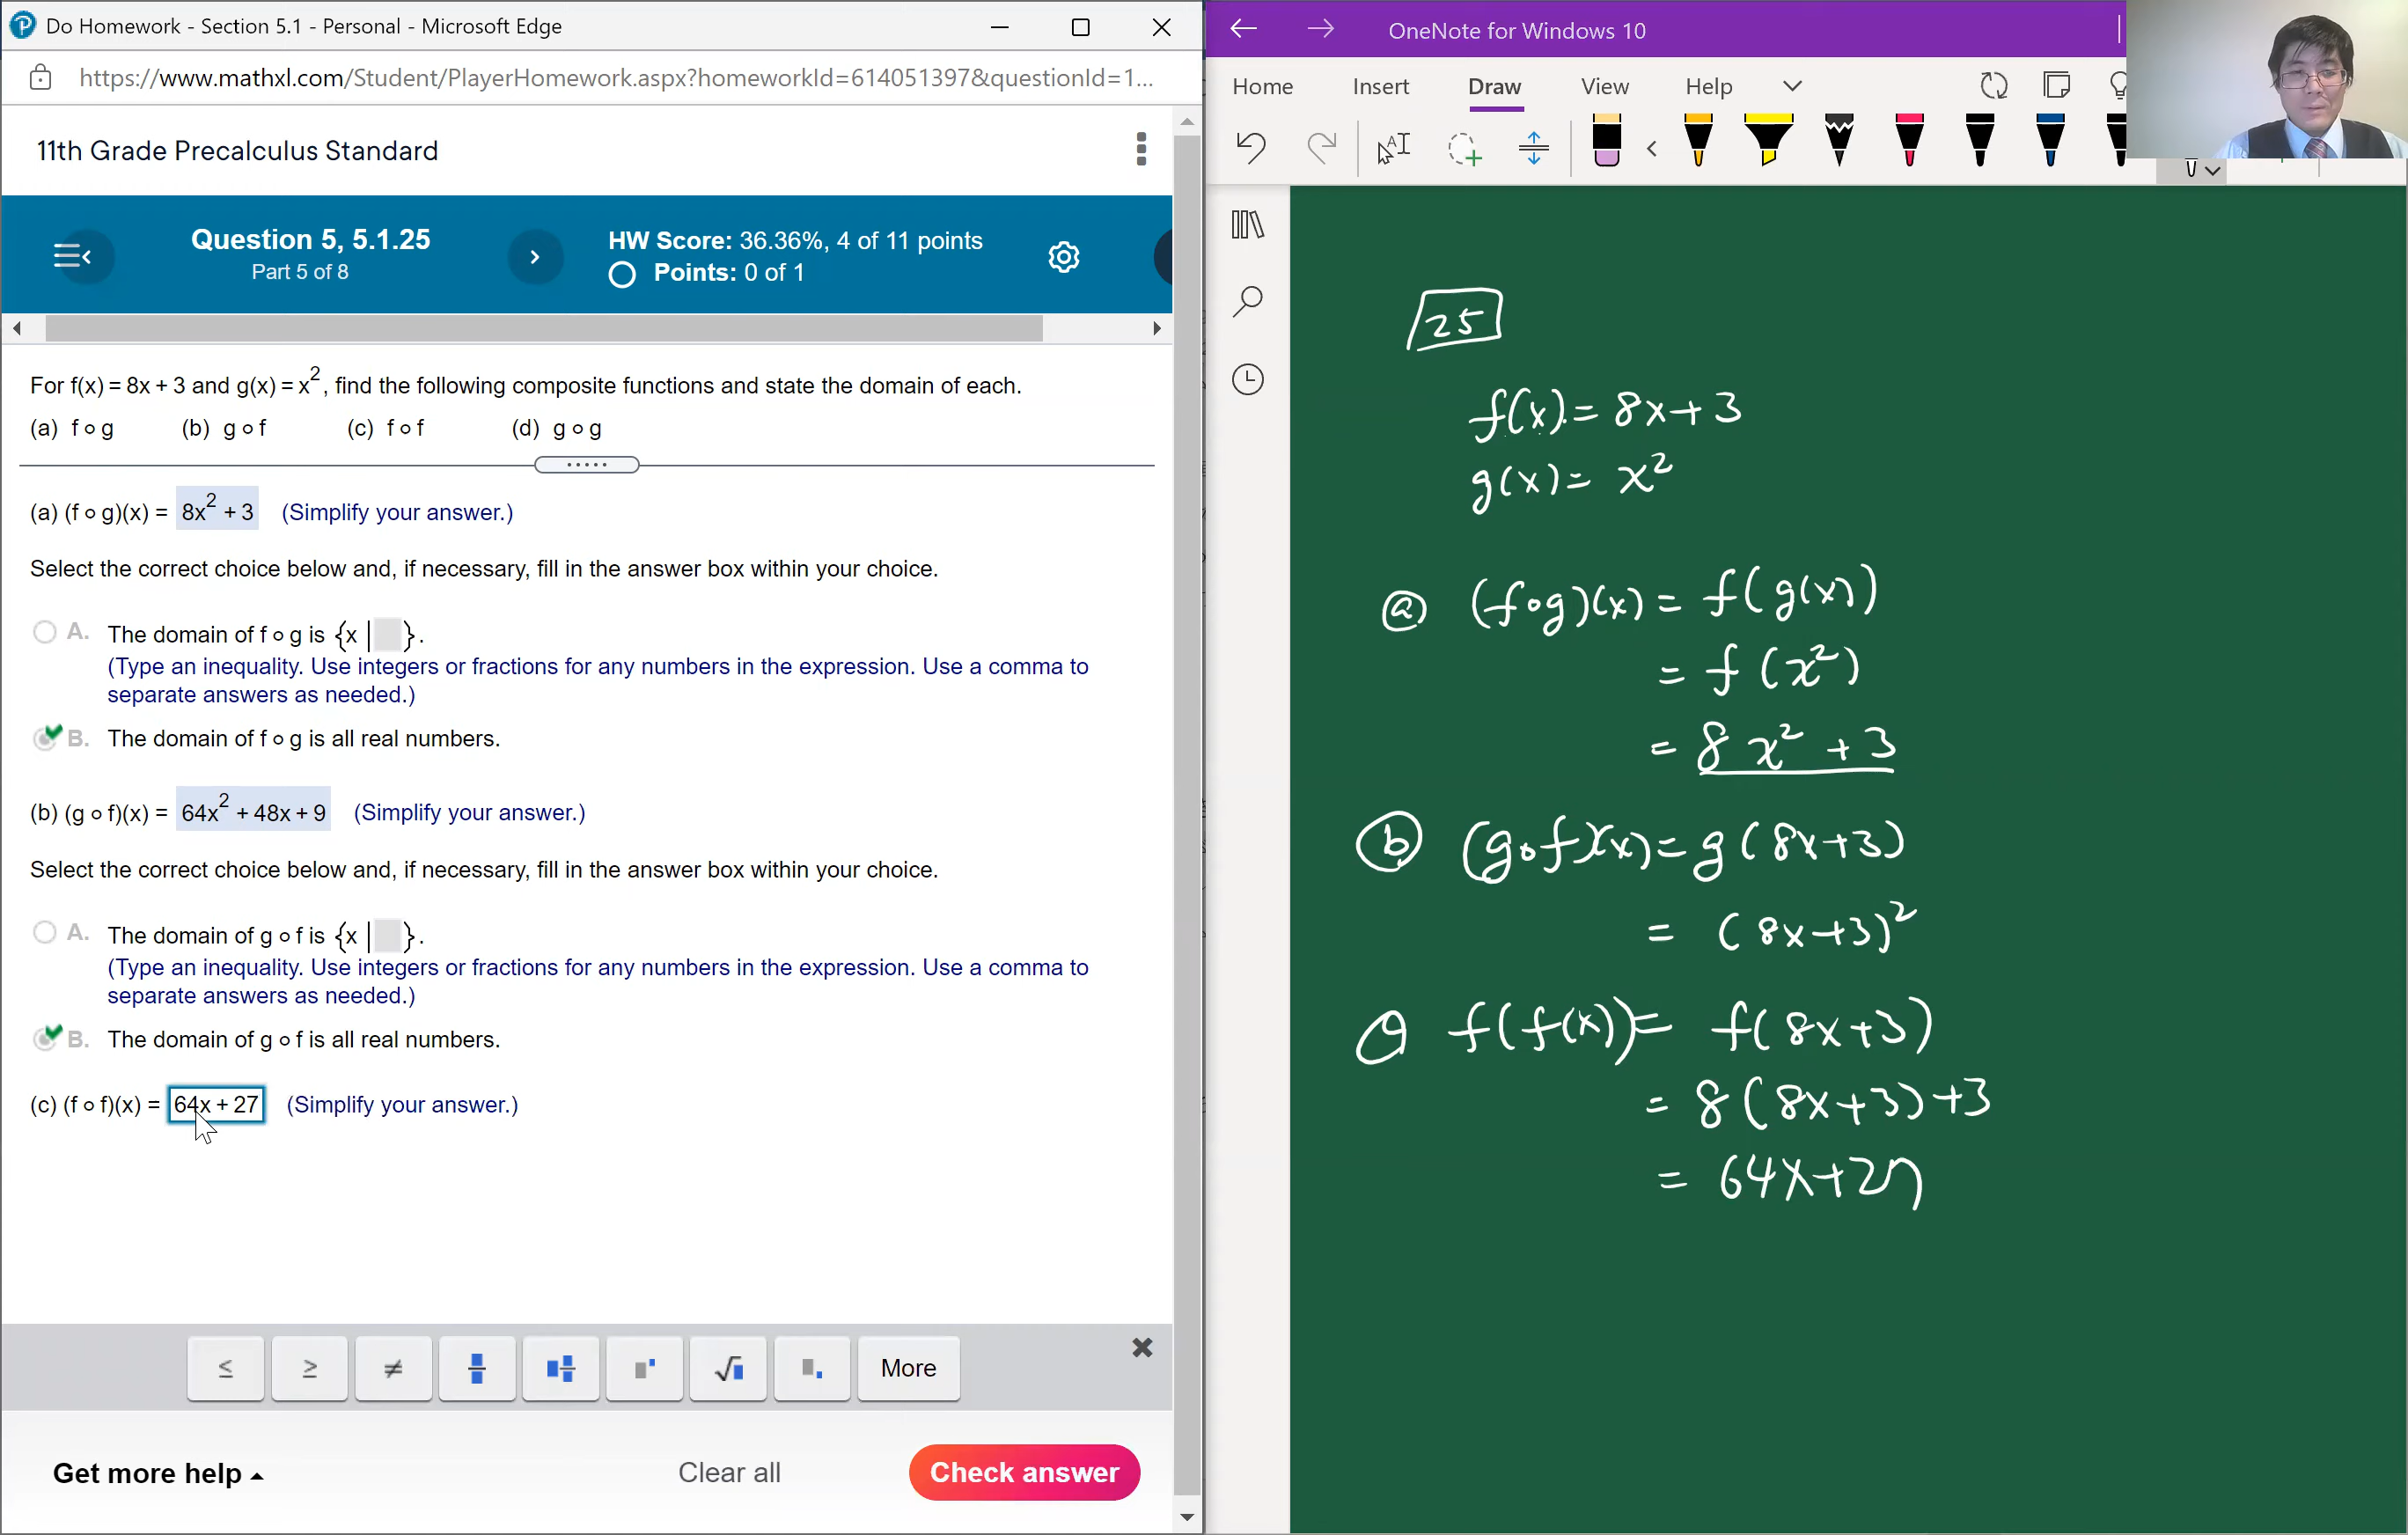 Do Homework - Section 5.1 - Personal - Microsoft Edge
https://www.mathxl.com/Student/PlayerHomework.aspx?homeworkId=614051397&questionId=1...
11th Grade Precalculus Standard
Question 5, 5.1.25
Part 5 of 8
HW Score: 36.36%, 4 of 11 points
Points: 0 of 1
For f(x) = 8x + 3 and g(x) = x², find the following composite functions and state the domain of each.
(a) f∘g (b) g∘f (c) f∘f (d) g∘g
(a) (f∘g)(x) = 8x² + 3 (Simplify your answer.)
Select the correct choice below and, if necessary, fill in the answer box within your choice.
A. The domain of f∘g is {x | }.
(Type an inequality. Use integers or fractions for any numbers in the expression. Use a comma to
separate answers as needed.)
B. The domain of f∘g is all real numbers.
(b) (g∘f)(x) = 64x² + 48x + 9 (Simplify your answer.)
Select the correct choice below and, if necessary, fill in the answer box within your choice.
A. The domain of g∘f is {x | }.
(Type an inequality. Use integers or fractions for any numbers in the expression. Use a comma to
separate answers as needed.)
B. The domain of g∘f is all real numbers.
(c) (f∘f)(x) = 64x + 27 (Simplify your answer.)
≤ ≥ ≠ √ More
Get more help
Clear all
Check answer
OneNote for Windows 10
Home Insert Draw View Help
25
f(x) = 8x+3
g(x) = x²
ⓐ (f∘g)(x) = f(g(x))
= f(x²)
= 8x² + 3
ⓑ (g∘f)(x) = g(8x+3)
= (8x+3)²
ⓒ f(f(x)) = f(8x+3)
= 8(8x+3)+3
= 64x+27